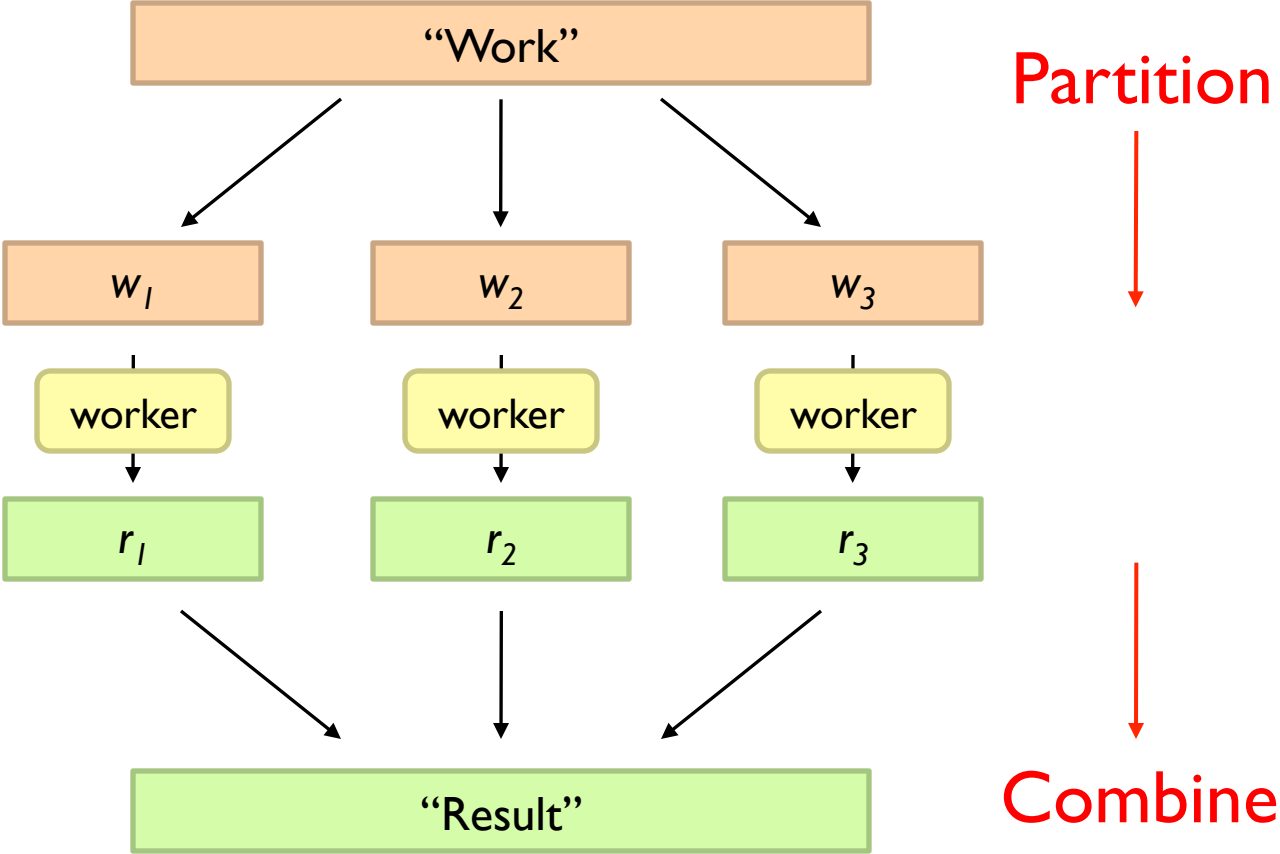 “Work”
Partition
w1
w2
w3
worker
worker
worker
r1
r2
r3
“Result”
Combine